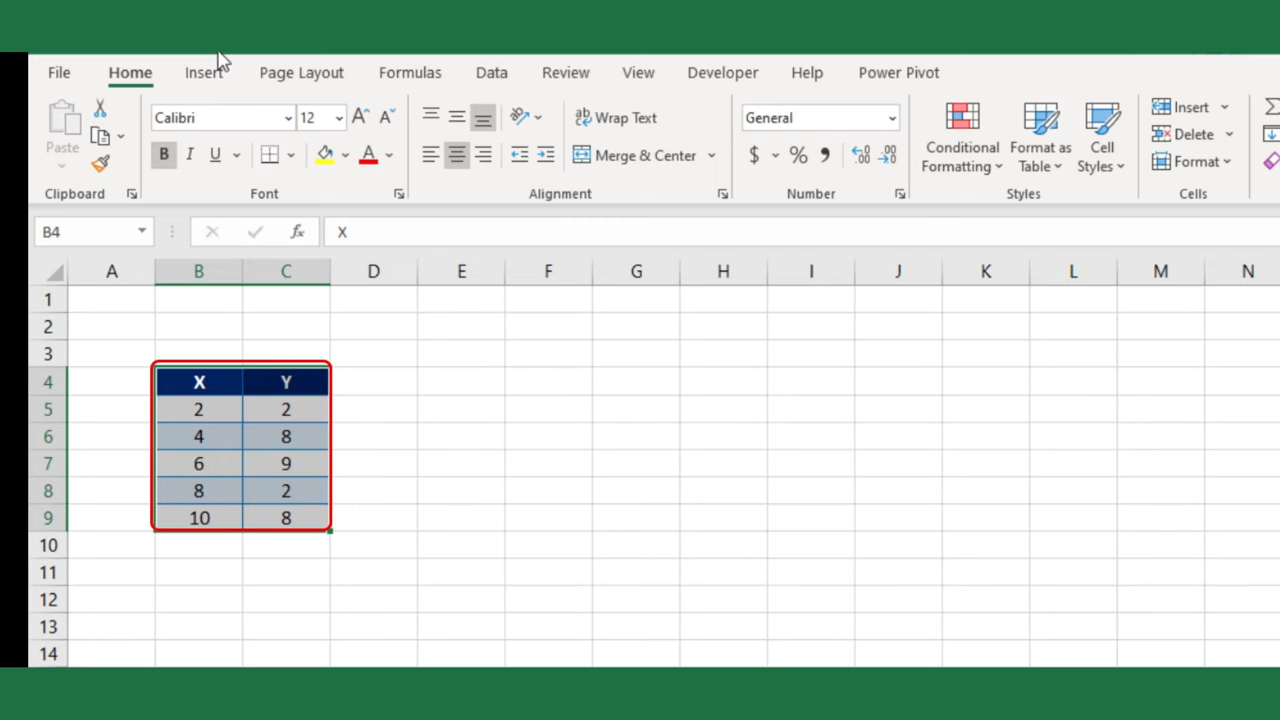 File Home Insert Page Layout Formulas Data Review View Developer Help Power Pivot
Calibri 12 Wrap Text General Insert
Paste B I U Merge & Center $ % Conditional Formatting Format as Table Cell Styles Delete
Format
Clipboard Font Alignment Number Styles Cells
B4 fx X
A B C D E F G H I J K L M N
1
2
3
4 X Y
5 2 2
6 4 8
7 6 9
8 8 2
9 10 8
10
11
12
13
14